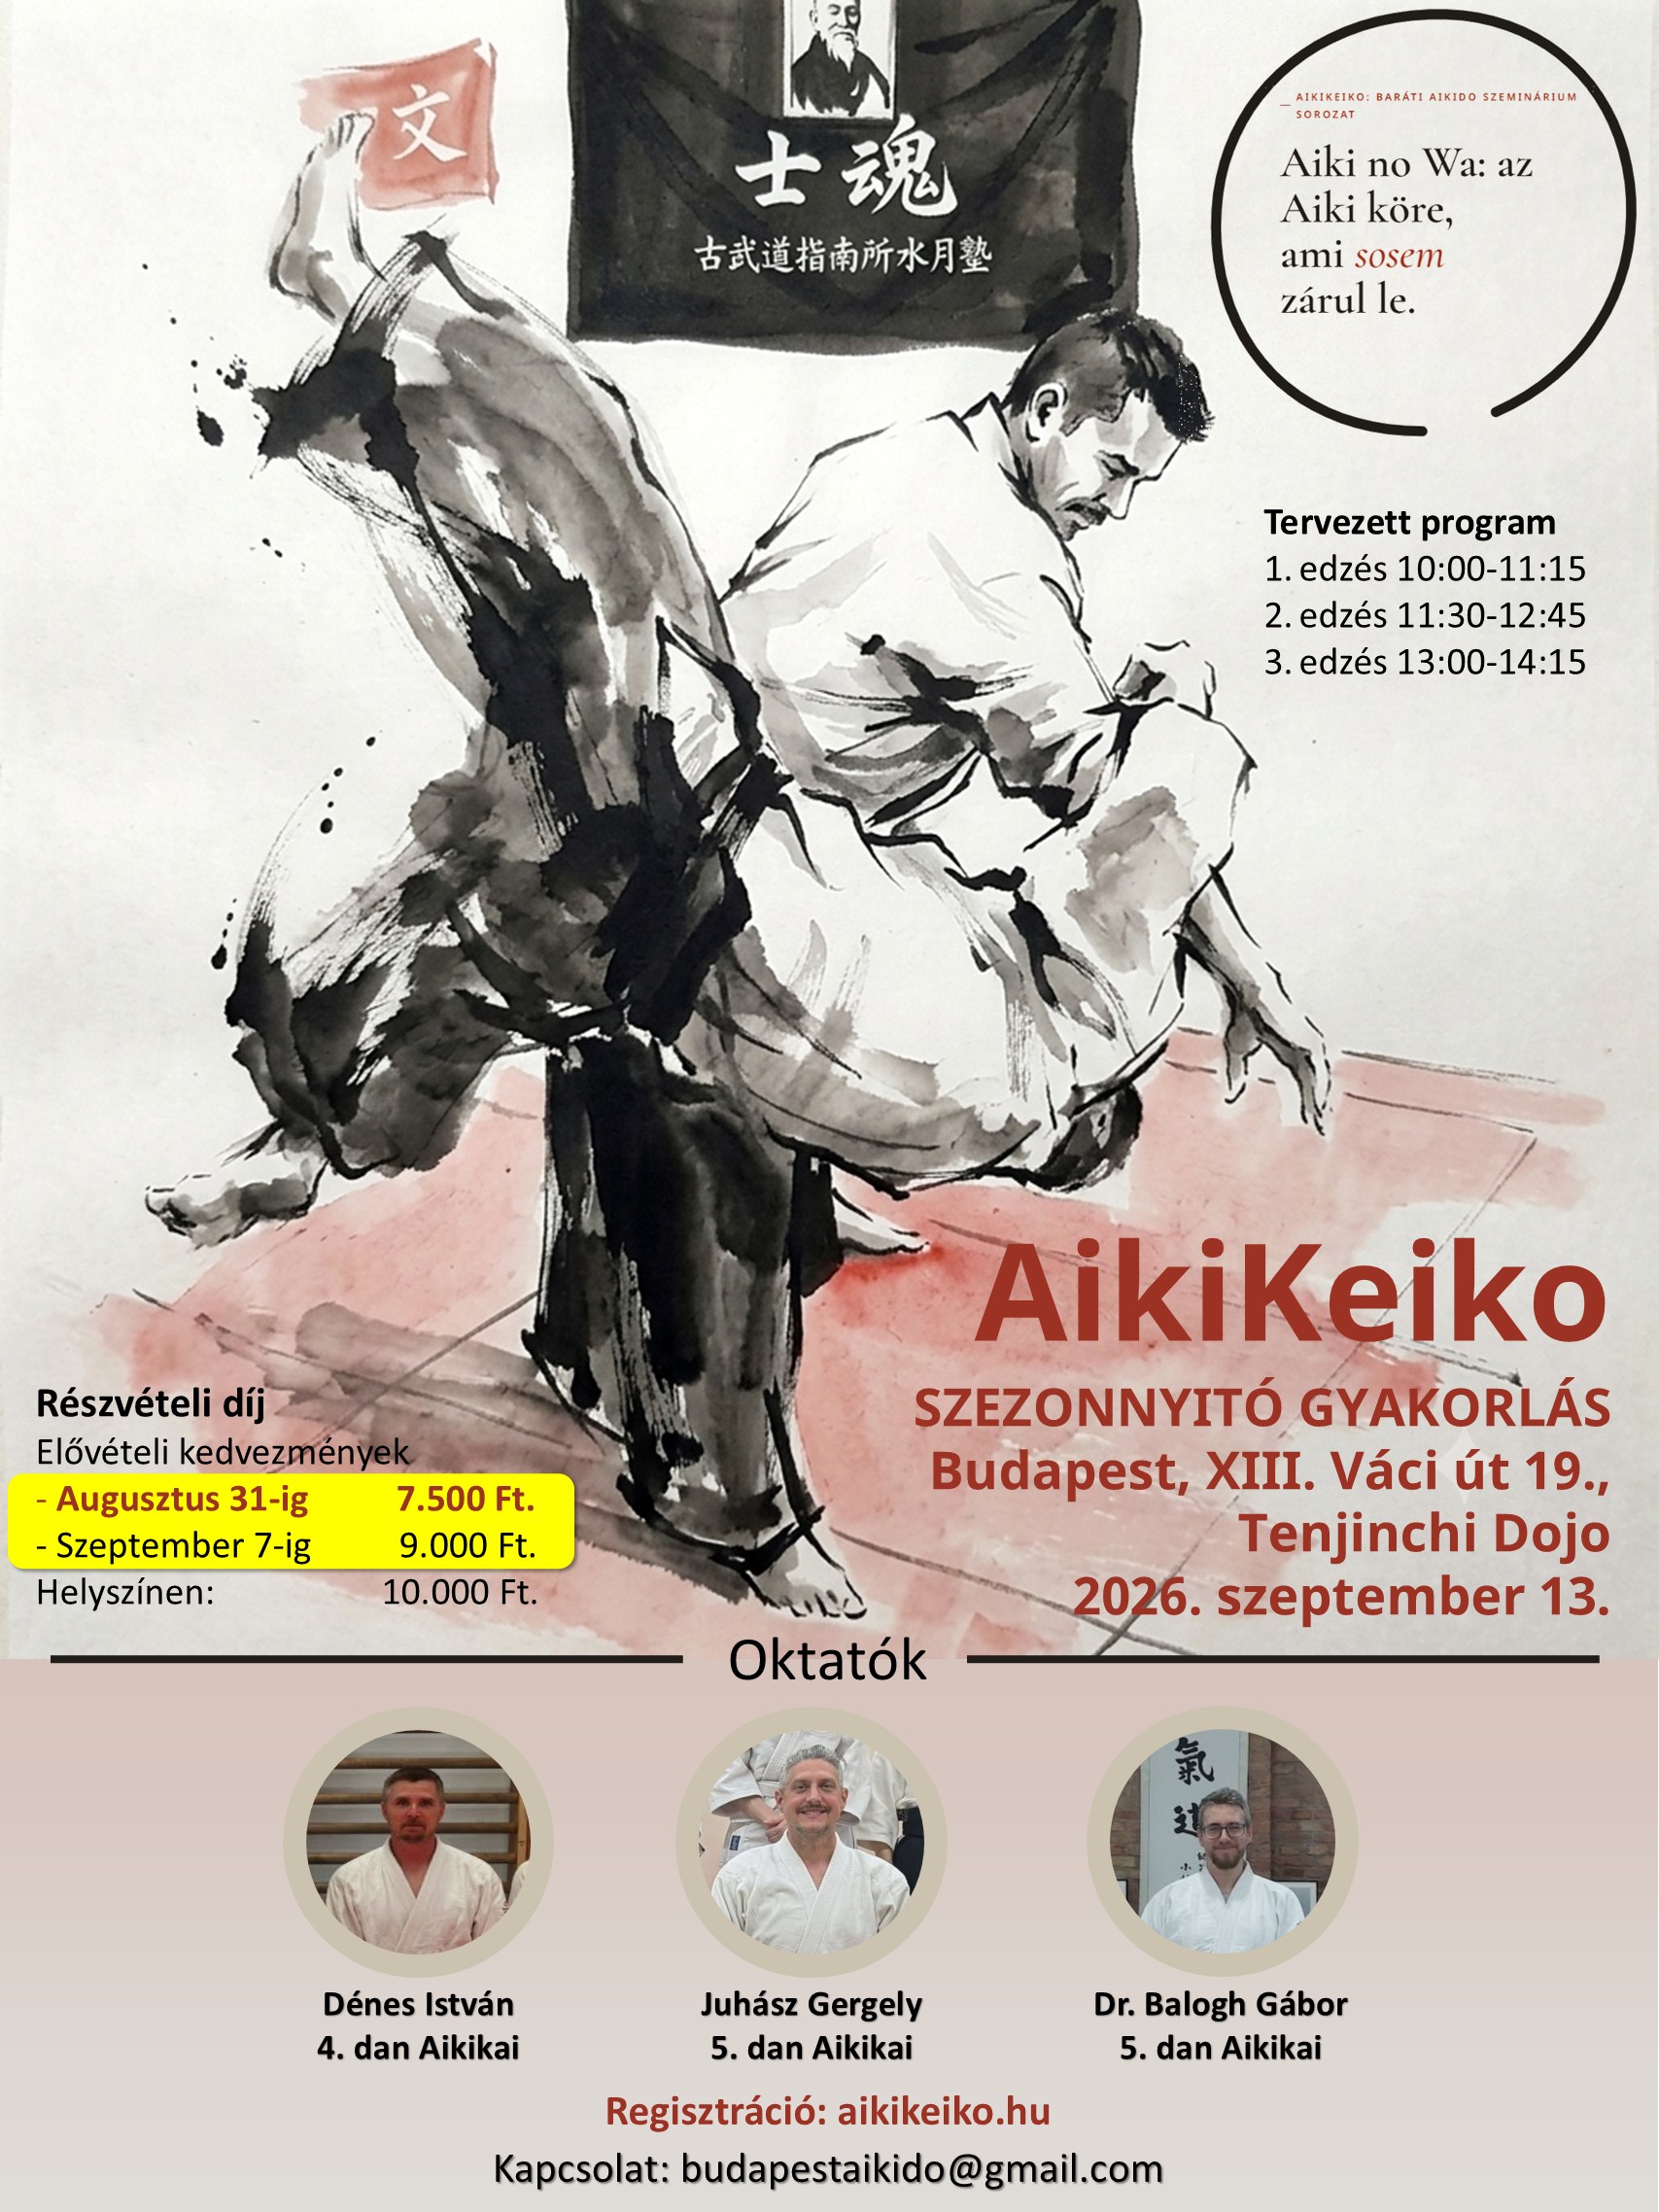 文
士魂
古武道指南所水月塾
— AIKIKEIKO: BARÁTI AIKIDO SZEMINÁRIUM
SOROZAT
Aiki no Wa: az
Aiki köre,
ami sosem
zárul le.
Tervezett program
1. edzés 10:00-11:15
2. edzés 11:30-12:45
3. edzés 13:00-14:15
AikiKeiko
SZEZONNYITÓ GYAKORLÁS
Budapest, XIII. Váci út 19.,
Tenjinchi Dojo
2026. szeptember 13.
Részvételi díj
Elővételi kedvezmények
- Augusztus 31-ig 7.500 Ft.
- Szeptember 7-ig 9.000 Ft.
Helyszínen: 10.000 Ft.
Oktatók
氣
Dénes István
4. dan Aikikai
Juhász Gergely
5. dan Aikikai
Dr. Balogh Gábor
5. dan Aikikai
Regisztráció: aikikeiko.hu
Kapcsolat: budapestaikido@gmail.com